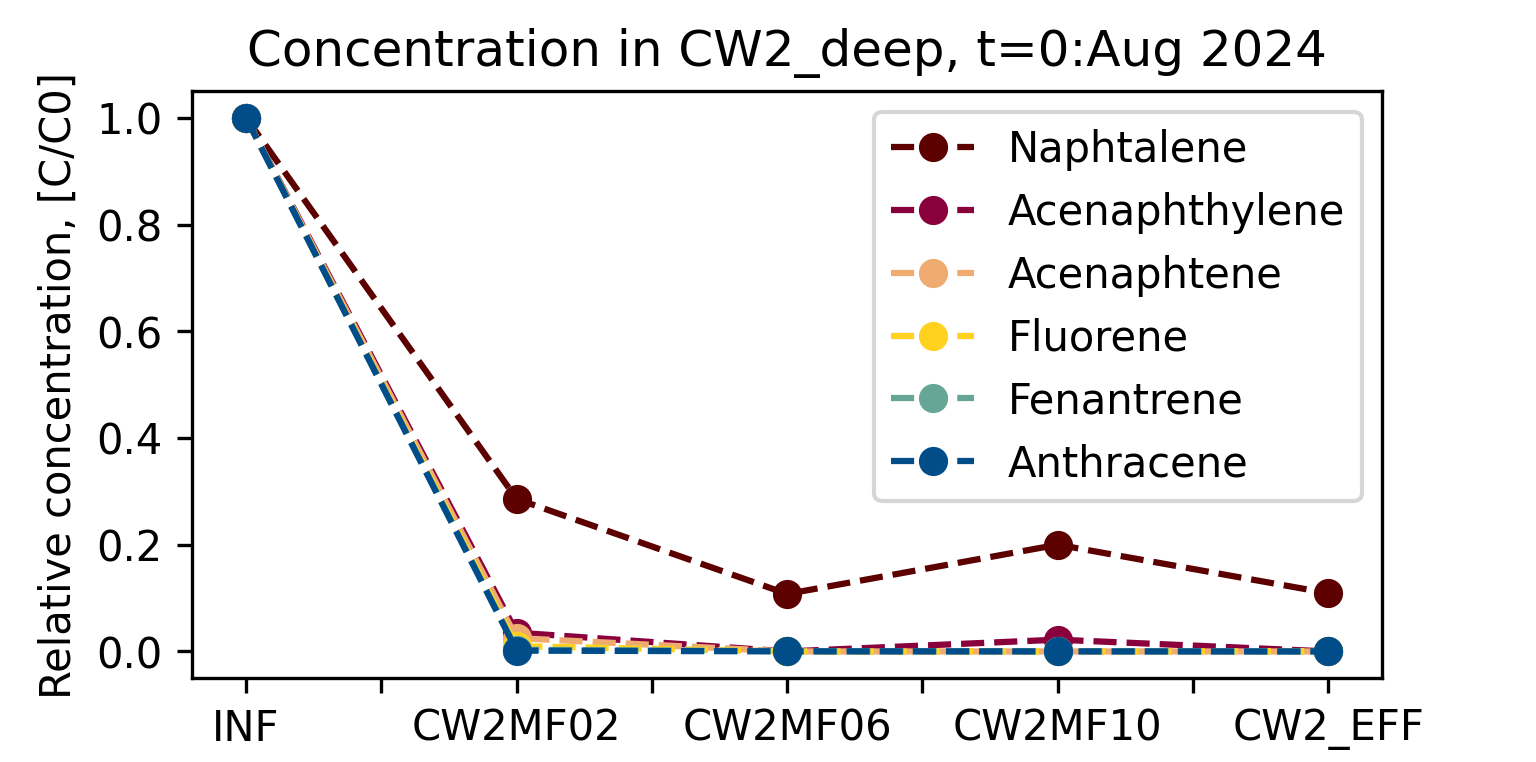 Concentration in CW2_deep, t=0:Aug 2024
Relative concentration, [C/C0]
1.0
0.8
0.6
0.4
0.2
0.0
Naphtalene
Acenaphthylene
Acenaphtene
Fluorene
Fenantrene
Anthracene
INF CW2MF02 CW2MF06 CW2MF10 CW2_EFF